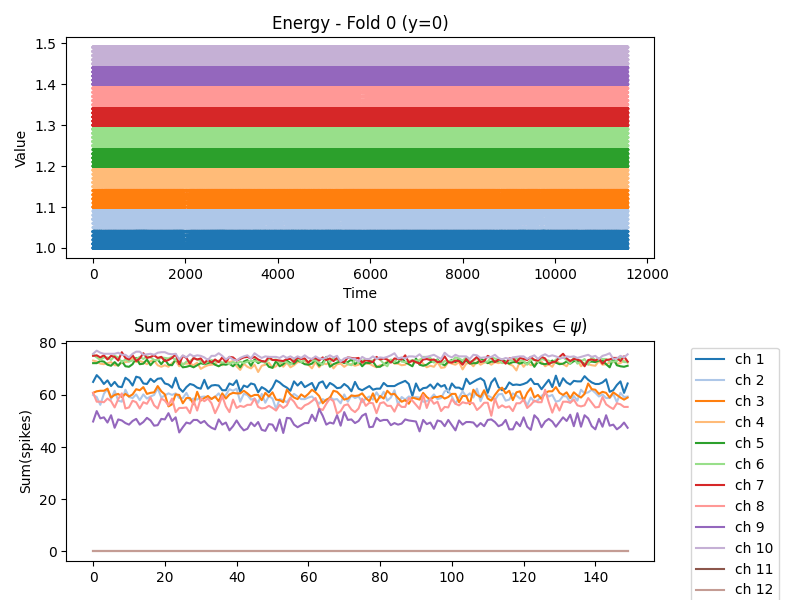 Energy - Fold 0 (y=0)
Value
1.5
1.4
1.3
1.2
1.1
1.0
0 2000 4000 6000 8000 10000 12000
Time
Sum over timewindow of 100 steps of avg(spikes ∈ ψ)
Sum(spikes)
80
60
40
20
0
0 20 40 60 80 100 120 140
ch 1
ch 2
ch 3
ch 4
ch 5
ch 6
ch 7
ch 8
ch 9
ch 10
ch 11
ch 12